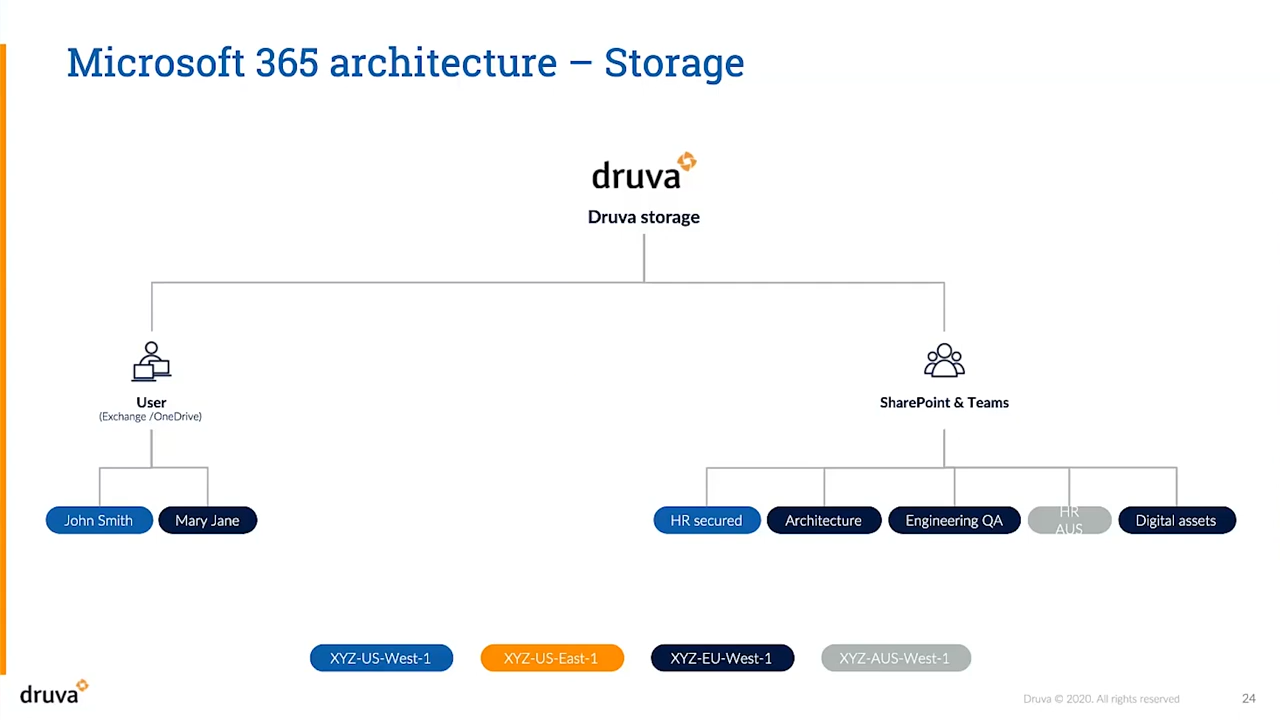 Microsoft 365 architecture – Storage
druva
Druva storage
User
(Exchange /OneDrive)
SharePoint & Teams
John Smith
Mary Jane
HR secured
Architecture
Engineering QA
HR
AUS
Digital assets
XYZ-US-West-1
XYZ-US-East-1
XYZ-EU-West-1
XYZ-AUS-West-1
druva
Druva © 2020. All rights reserved
24